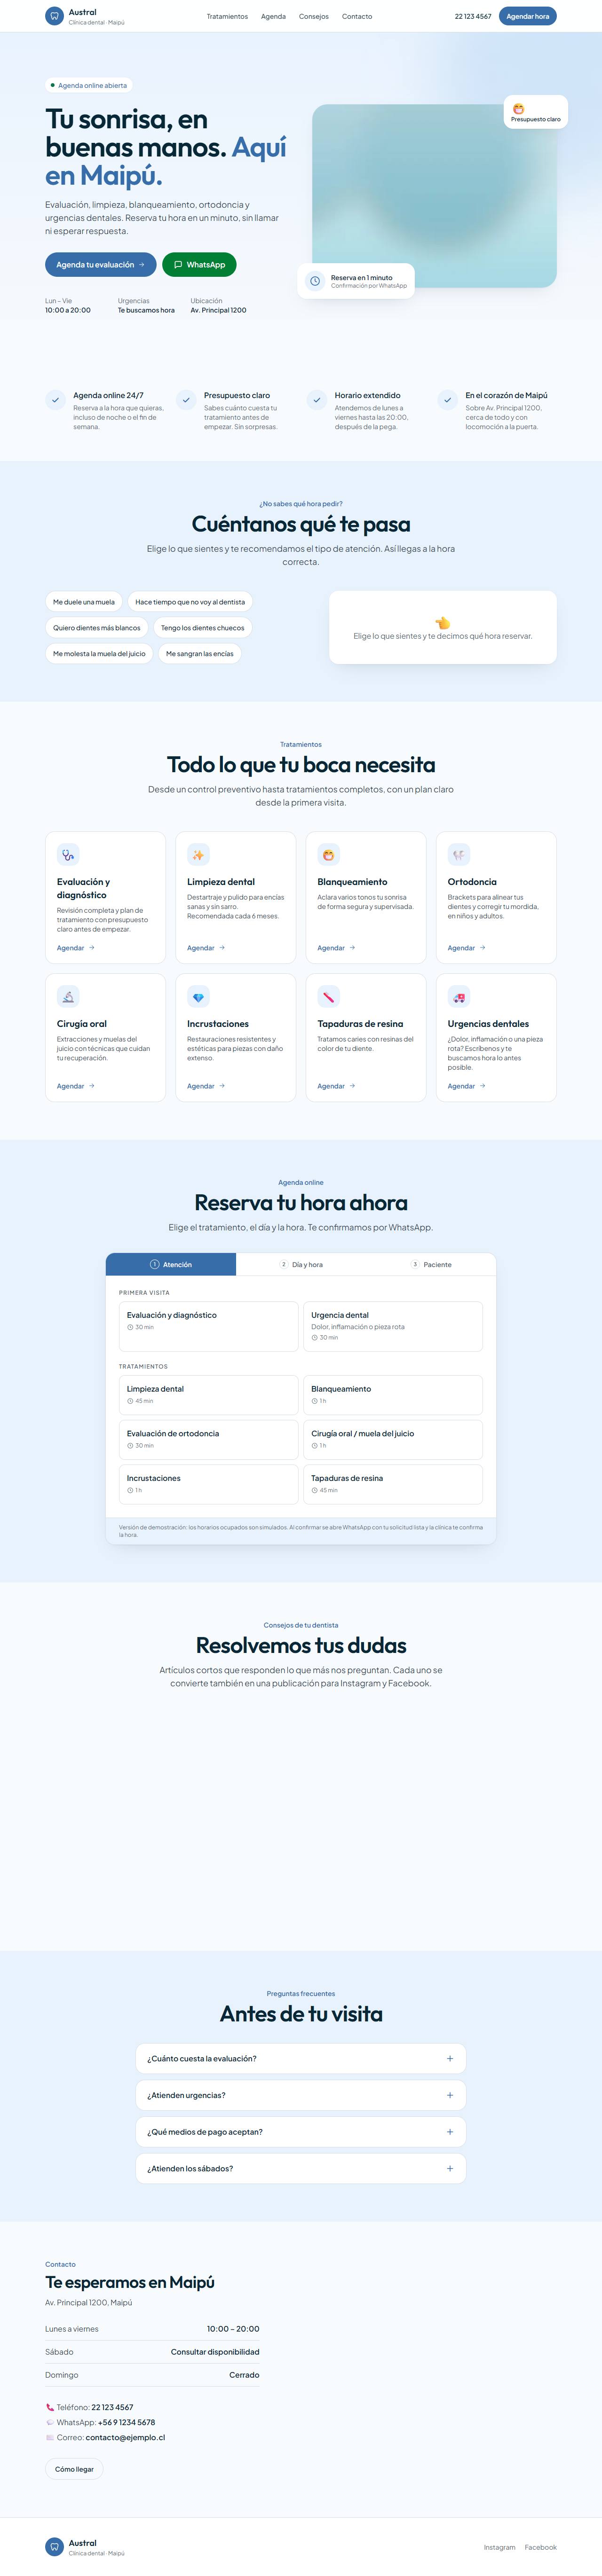 Austral
Clínica dental · Maipú
Tratamientos
Agenda
Consejos
Contacto
22 123 4567
Agendar hora
Agenda online abierta
Tu sonrisa, en
buenas manos. Aquí
en Maipú.
Evaluación, limpieza, blanqueamiento, ortodoncia y
urgencias dentales. Reserva tu hora en un minuto, sin llamar
ni esperar respuesta.
Agenda tu evaluación
WhatsApp
Lun – Vie
10:00 a 20:00
Urgencias
Te buscamos hora
Ubicación
Av. Principal 1200
Presupuesto claro
Reserva en 1 minuto
Confirmación por WhatsApp
Agenda online 24/7
Reserva a la hora que quieras,
incluso de noche o el fin de
semana.
Presupuesto claro
Sabes cuánto cuesta tu
tratamiento antes de
empezar. Sin sorpresas.
Horario extendido
Atendemos de lunes a
viernes hasta las 20:00,
después de la pega.
En el corazón de Maipú
Sobre Av. Principal 1200,
cerca de todo y con
locomoción a la puerta.
¿No sabes qué hora pedir?
Cuéntanos qué te pasa
Elige lo que sientes y te recomendamos el tipo de atención. Así llegas a la hora
correcta.
Me duele una muela
Hace tiempo que no voy al dentista
Quiero dientes más blancos
Tengo los dientes chuecos
Me molesta la muela del juicio
Me sangran las encías
Elige lo que sientes y te decimos qué hora reservar.
Tratamientos
Todo lo que tu boca necesita
Desde un control preventivo hasta tratamientos completos, con un plan claro
desde la primera visita.
Evaluación y
diagnóstico
Revisión completa y plan de
tratamiento con presupuesto
claro antes de empezar.
Agendar
Limpieza dental
Destartraje y pulido para encías
sanas y sin sarro.
Recomendada cada 6 meses.
Agendar
Blanqueamiento
Aclara varios tonos tu sonrisa
de forma segura y supervisada.
Agendar
Ortodoncia
Brackets para alinear tus
dientes y corregir tu mordida,
en niños y adultos.
Agendar
Cirugía oral
Extracciones y muelas del
juicio con técnicas que cuidan
tu recuperación.
Agendar
Incrustaciones
Restauraciones resistentes y
estéticas para piezas con daño
extenso.
Agendar
Tapaduras de resina
Tratamos caries con resinas del
color de tu diente.
Agendar
Urgencias dentales
¿Dolor, inflamación o una pieza
rota? Escríbenos y te
buscamos hora lo antes
posible.
Agendar
Agenda online
Reserva tu hora ahora
Elige el tratamiento, el día y la hora. Te confirmamos por WhatsApp.
1 Atención
2 Día y hora
3 Paciente
PRIMERA VISITA
Evaluación y diagnóstico
30 min
Urgencia dental
Dolor, inflamación o pieza rota
30 min
TRATAMIENTOS
Limpieza dental
45 min
Blanqueamiento
1 h
Evaluación de ortodoncia
30 min
Cirugía oral / muela del juicio
1 h
Incrustaciones
1 h
Tapaduras de resina
45 min
Versión de demostración: los horarios ocupados son simulados. Al confirmar se abre WhatsApp con tu solicitud lista y la clínica te confirma
la hora.
Consejos de tu dentista
Resolvemos tus dudas
Artículos cortos que responden lo que más nos preguntan. Cada uno se
convierte también en una publicación para Instagram y Facebook.
Preguntas frecuentes
Antes de tu visita
¿Cuánto cuesta la evaluación?
¿Atienden urgencias?
¿Qué medios de pago aceptan?
¿Atienden los sábados?
Contacto
Te esperamos en Maipú
Av. Principal 1200, Maipú
Lunes a viernes
10:00 – 20:00
Sábado
Consultar disponibilidad
Domingo
Cerrado
Teléfono: 22 123 4567
WhatsApp: +56 9 1234 5678
Correo: contacto@ejemplo.cl
Cómo llegar
Austral
Clínica dental · Maipú
Instagram
Facebook